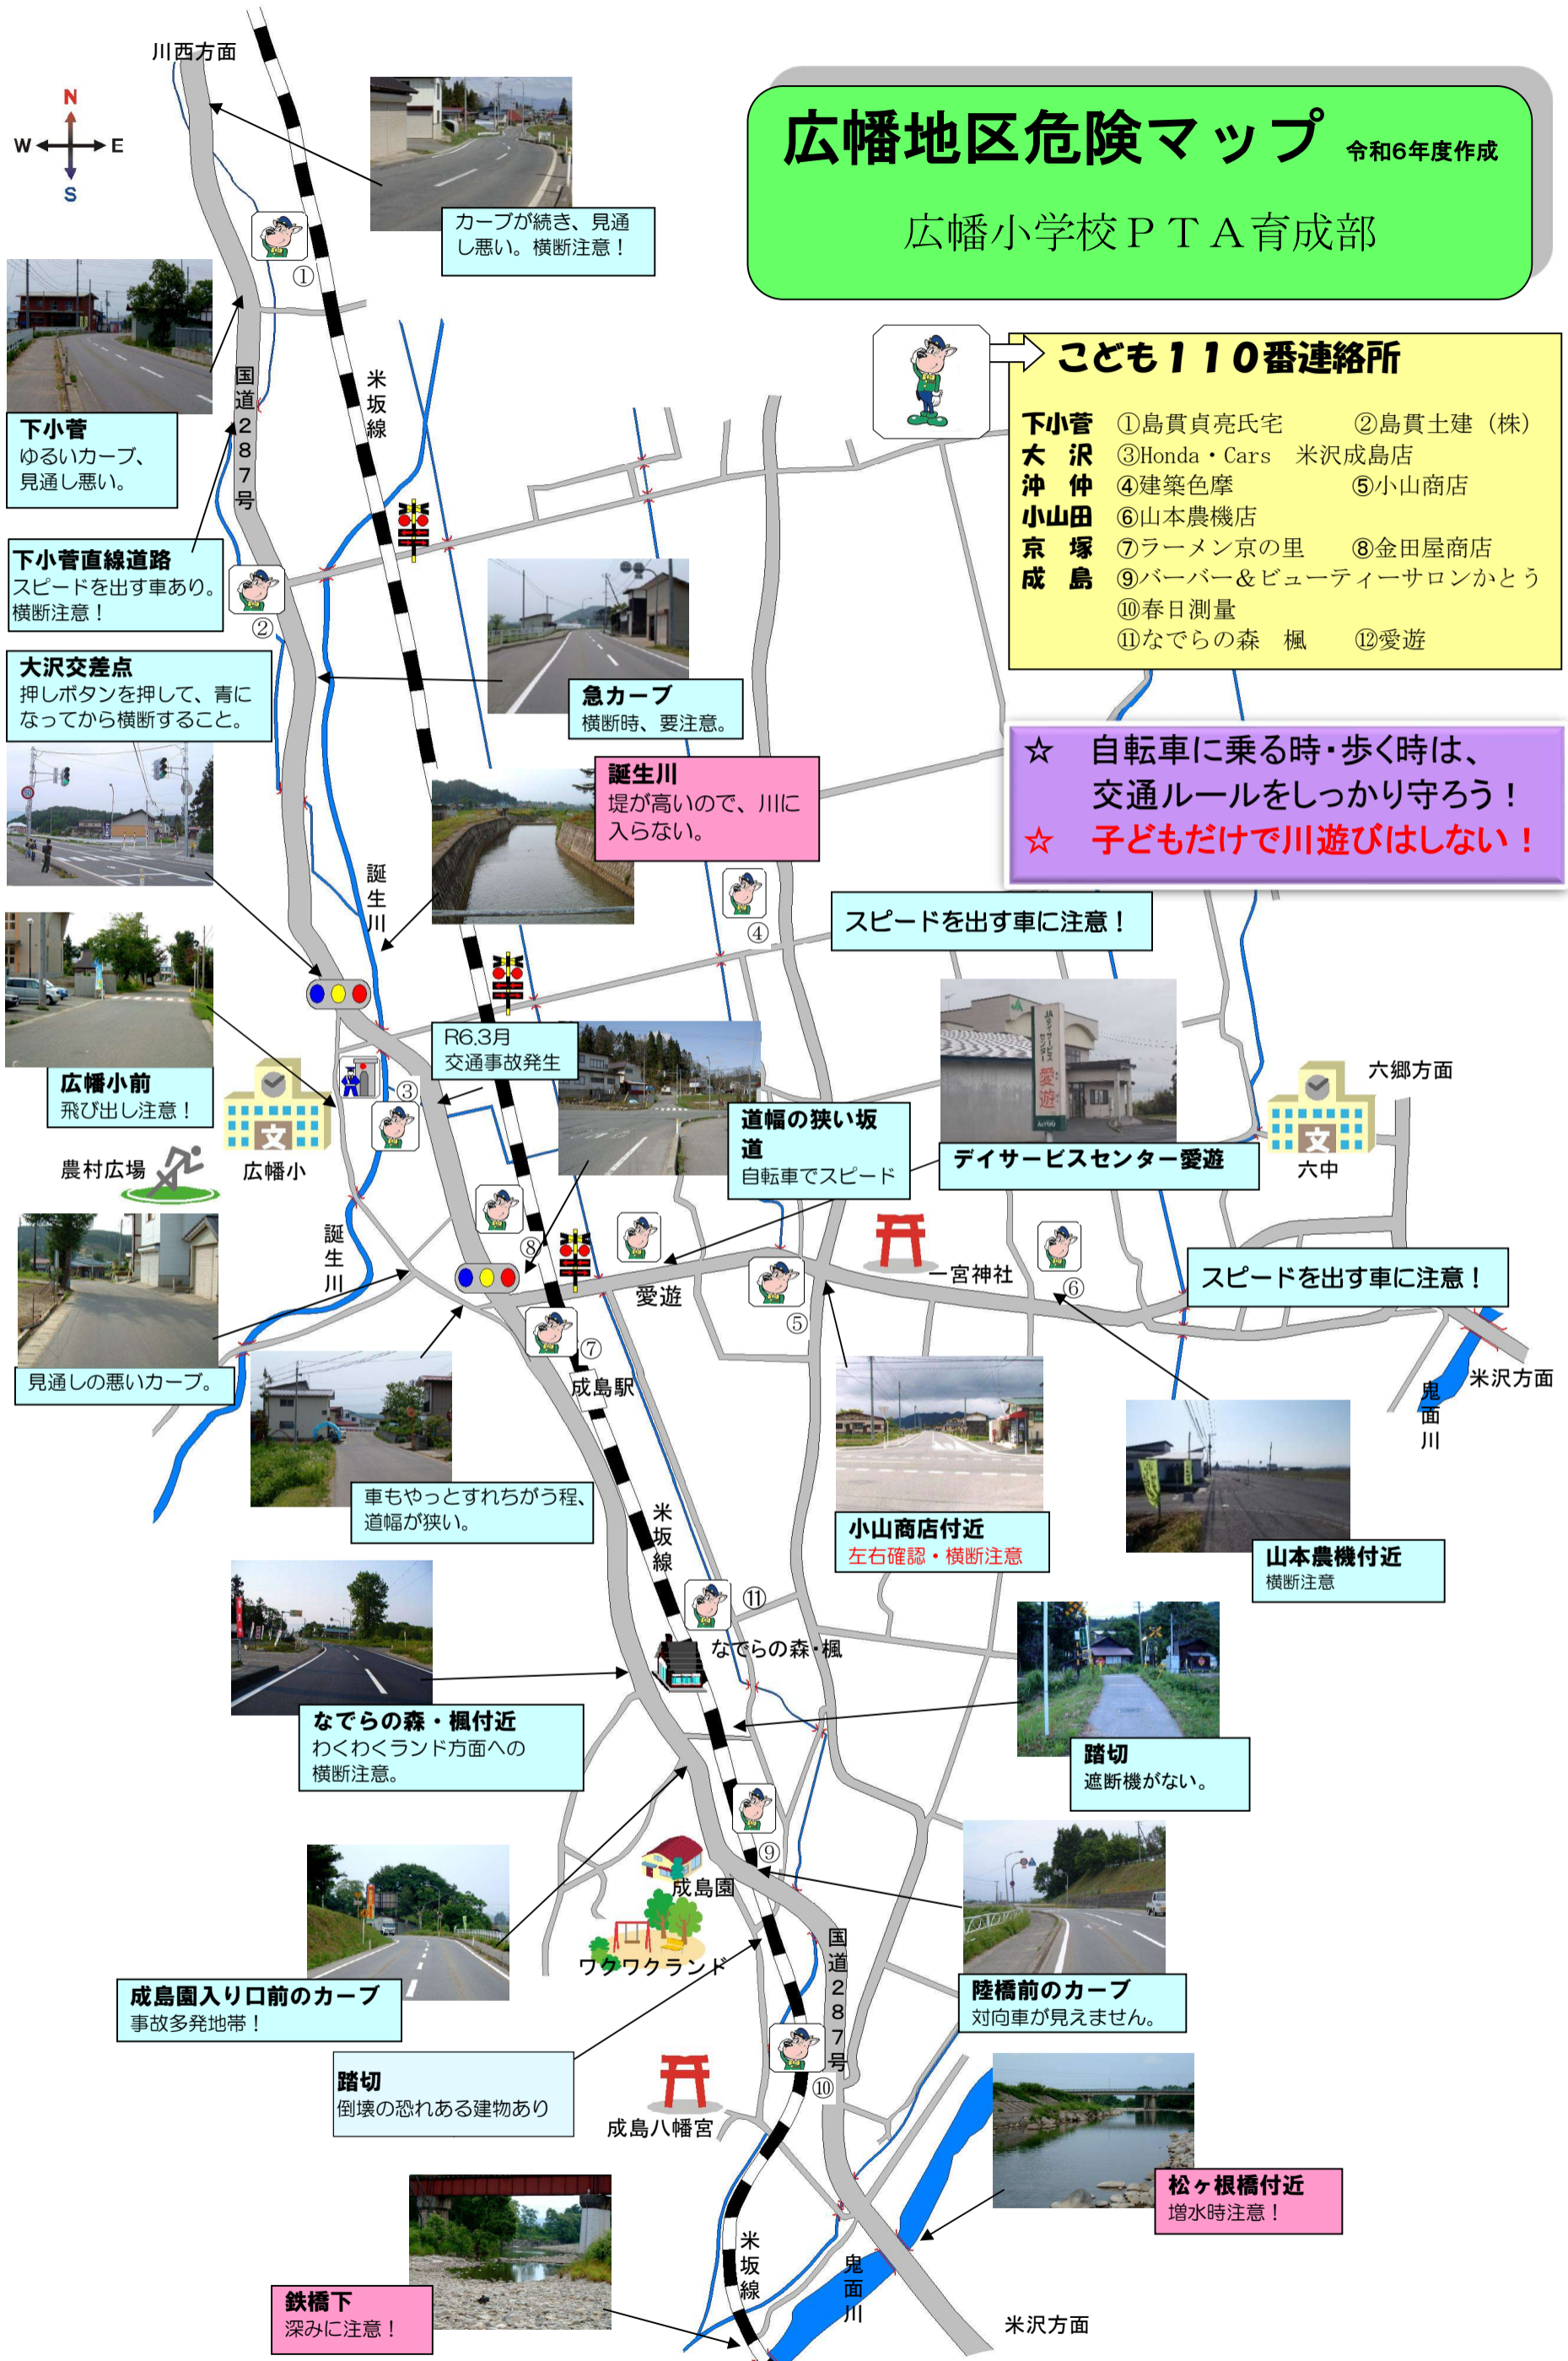 川西方面
N
W E
S
広幡地区危険マップ 令和6年度作成
広幡小学校ＰＴＡ育成部
カーブが続き、見通
し悪い。横断注意！
①
下小菅
ゆるいカーブ、
見通し悪い。
国道287号
米坂線
こども１１０番連絡所
下小菅 ①島貫貞亮氏宅 ②島貫土建（株）
大 沢 ③Honda・Cars 米沢成島店
沖 仲 ④建築色摩 ⑤小山商店
小山田 ⑥山本農機店
京 塚 ⑦ラーメン京の里 ⑧金田屋商店
成 島 ⑨バーバー＆ビューティーサロンかとう
⑩春日測量
⑪なでらの森 楓 ⑫愛遊
下小菅直線道路
スピードを出す車あり。
横断注意！
②
大沢交差点
押しボタンを押して、青に
なってから横断すること。
急カーブ
横断時、要注意。
☆ 自転車に乗る時・歩く時は、
交通ルールをしっかり守ろう！
☆ 子どもだけで川遊びはしない！
誕生川
堤が高いので、川に
入らない。
誕生川
④
スピードを出す車に注意！
R6.3月
交通事故発生
広幡小前
飛び出し注意！
③
文
広幡小
農村広場
道幅の狭い坂
道
自転車でスピード
JA
JAデイサービスセンター
愛遊
デイサービスセンター愛遊
六郷方面
文
六中
誕生川
⑧
愛遊
⑤
一宮神社
⑥
スピードを出す車に注意！
見通しの悪いカーブ。
⑦
成島駅
米沢方面
鬼面川
車もやっとすれちがう程、
道幅が狭い。
米坂線
小山商店付近
左右確認・横断注意
山本農機付近
横断注意
⑪
なでらの森・楓
なでらの森・楓付近
わくわくランド方面への
横断注意。
踏切
遮断機がない。
⑨
成島園
ワクワクランド
国道287号
成島園入り口前のカーブ
事故多発地帯！
陸橋前のカーブ
対向車が見えません。
踏切
倒壊の恐れある建物あり
⑩
成島八幡宮
松ヶ根橋付近
増水時注意！
米坂線
鬼面川
鉄橋下
深みに注意！
米沢方面